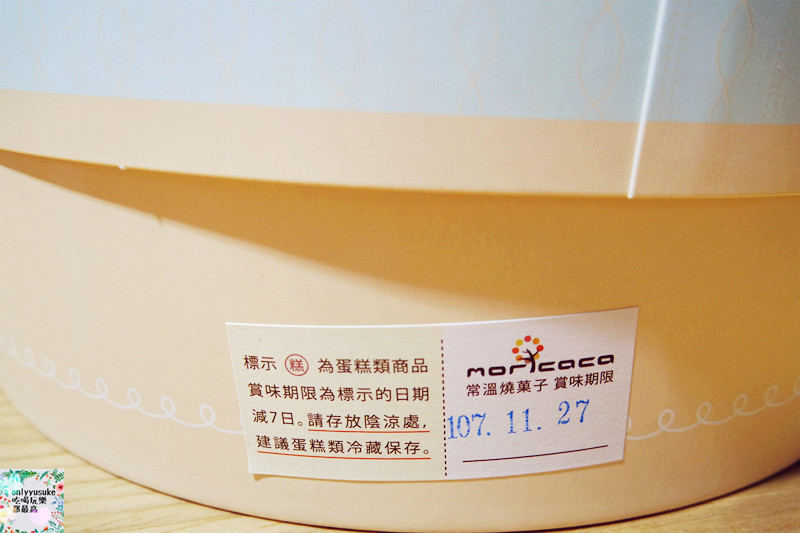 標示 糕 為蛋糕類商品
賞味期限為標示的日期
減7日。請存放陰涼處,
建議蛋糕類冷藏保存。
moricaca
常溫燒菓子 賞味期限
107. 11. 27
onlyyusuke
吃喝玩樂
部最高